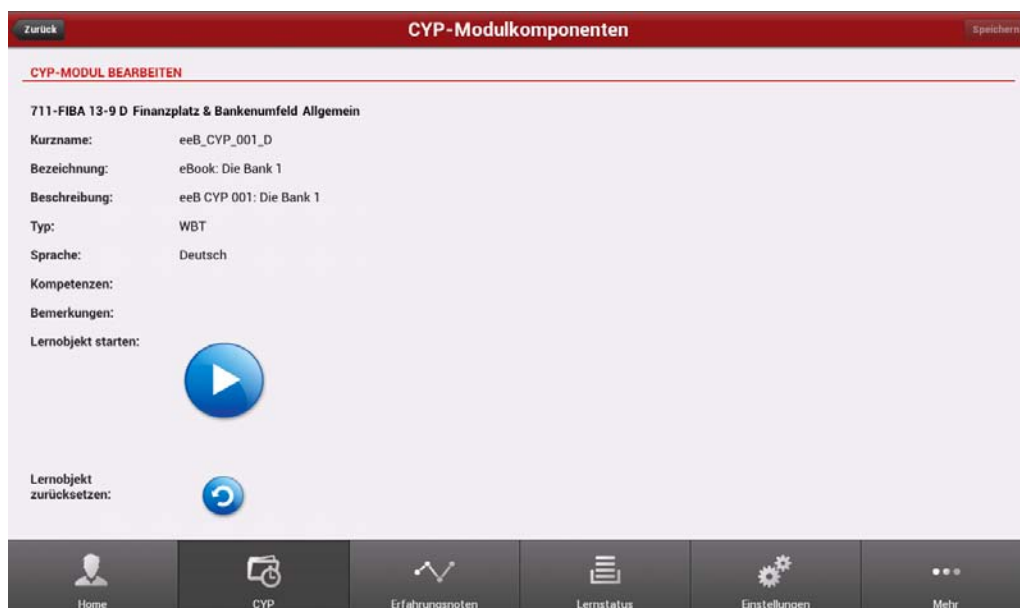 Zurück
CYP-Modulkomponenten
Speichern
CYP-MODUL BEARBEITEN
711-FIBA 13-9 D Finanzplatz & Bankenumfeld Allgemein
Kurzname: eeB_CYP_001_D
Bezeichnung: eBook: Die Bank 1
Beschreibung: eeB CYP 001: Die Bank 1
Typ: WBT
Sprache: Deutsch
Kompetenzen:
Bemerkungen:
Lernobjekt starten:
Lernobjekt
zurücksetzen:
Home
CYP
Erfahrungsnoten
Lernstatus
Einstellungen
Mehr